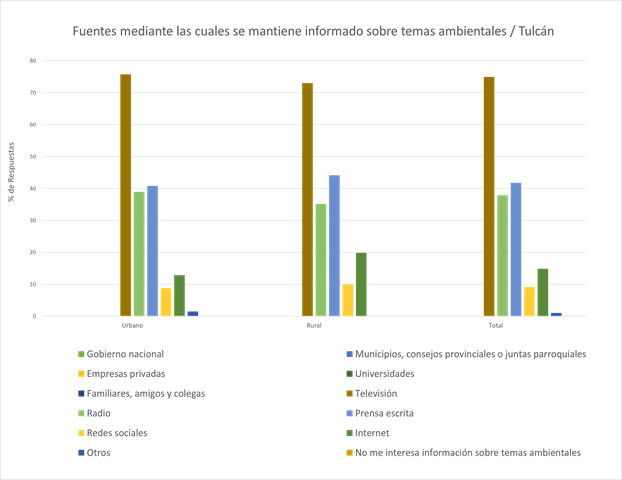 Fuentes mediante las cuales se mantiene informado sobre temas ambientales / Tulcán
% de Respuestas
80
70
60
50
40
30
20
10
0
Urbano Rural Total
Gobierno nacional Municipios, consejos provinciales o juntas parroquiales
Empresas privadas Universidades
Familiares, amigos y colegas Televisión
Radio Prensa escrita
Redes sociales Internet
Otros No me interesa información sobre temas ambientales